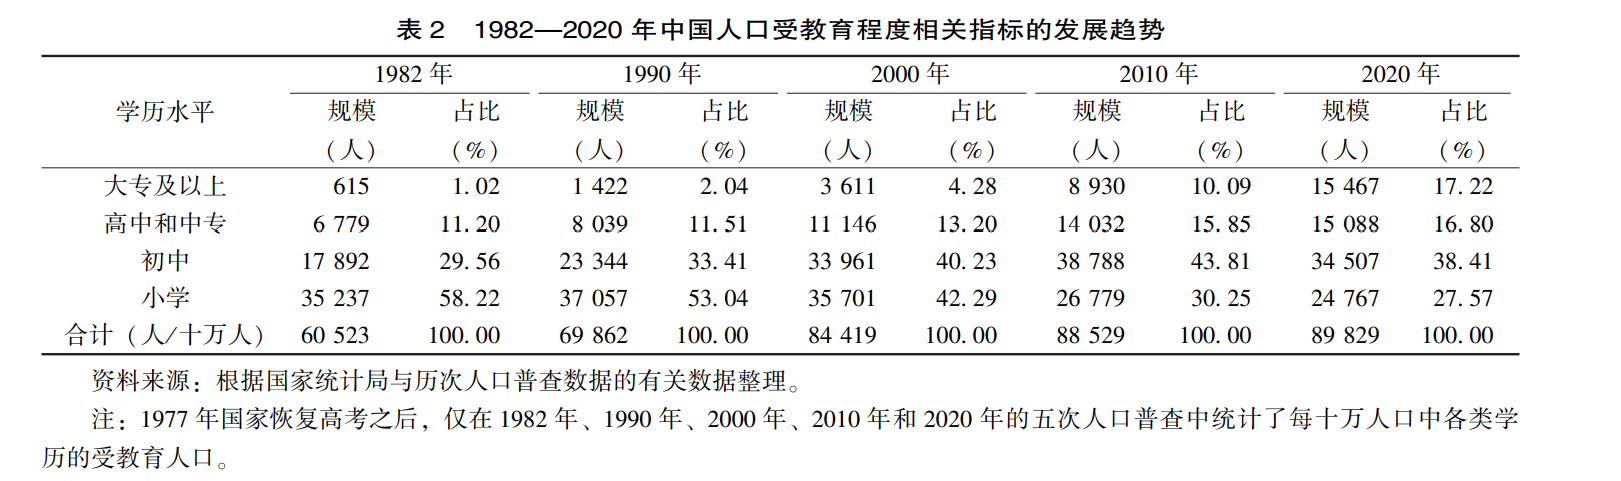 表 2 1982—2020 年中国人口受教育程度相关指标的发展趋势
1982 年 1990 年 2000 年 2010 年 2020 年
学历水平 规模 占比 规模 占比 规模 占比 规模 占比 规模 占比
(人) (%) (人) (%) (人) (%) (人) (%) (人) (%)
大专及以上 615 1.02 1 422 2.04 3 611 4.28 8 930 10.09 15 467 17.22
高中和中专 6 779 11.20 8 039 11.51 11 146 13.20 14 032 15.85 15 088 16.80
初中 17 892 29.56 23 344 33.41 33 961 40.23 38 788 43.81 34 507 38.41
小学 35 237 58.22 37 057 53.04 35 701 42.29 26 779 30.25 24 767 27.57
合计（人/十万人） 60 523 100.00 69 862 100.00 84 419 100.00 88 529 100.00 89 829 100.00
资料来源：根据国家统计局与历次人口普查数据的有关数据整理。
注：1977 年国家恢复高考之后，仅在 1982 年、1990 年、2000 年、2010 年和 2020 年的五次人口普查中统计了每十万人口中各类学
历的受教育人口。